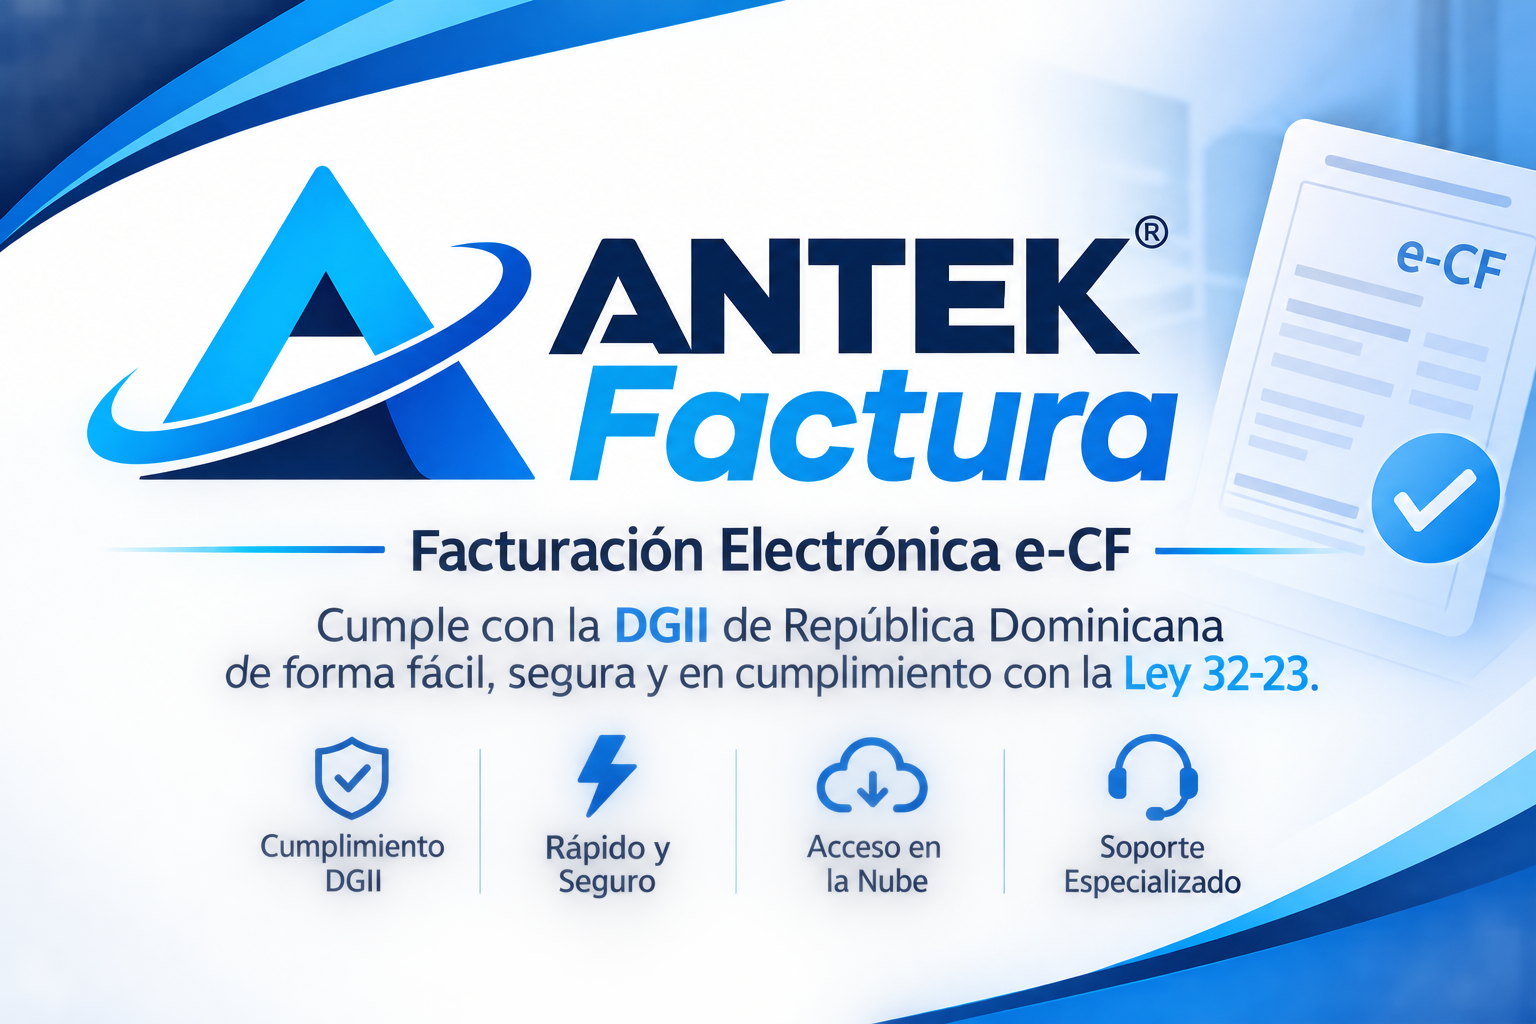 ANTEK®
Factura
e-CF
Facturación Electrónica e-CF
Cumple con la DGII de República Dominicana
de forma fácil, segura y en cumplimiento con la Ley 32-23.
Cumplimiento
DGII
Rápido y
Seguro
Acceso en
la Nube
Soporte
Especializado